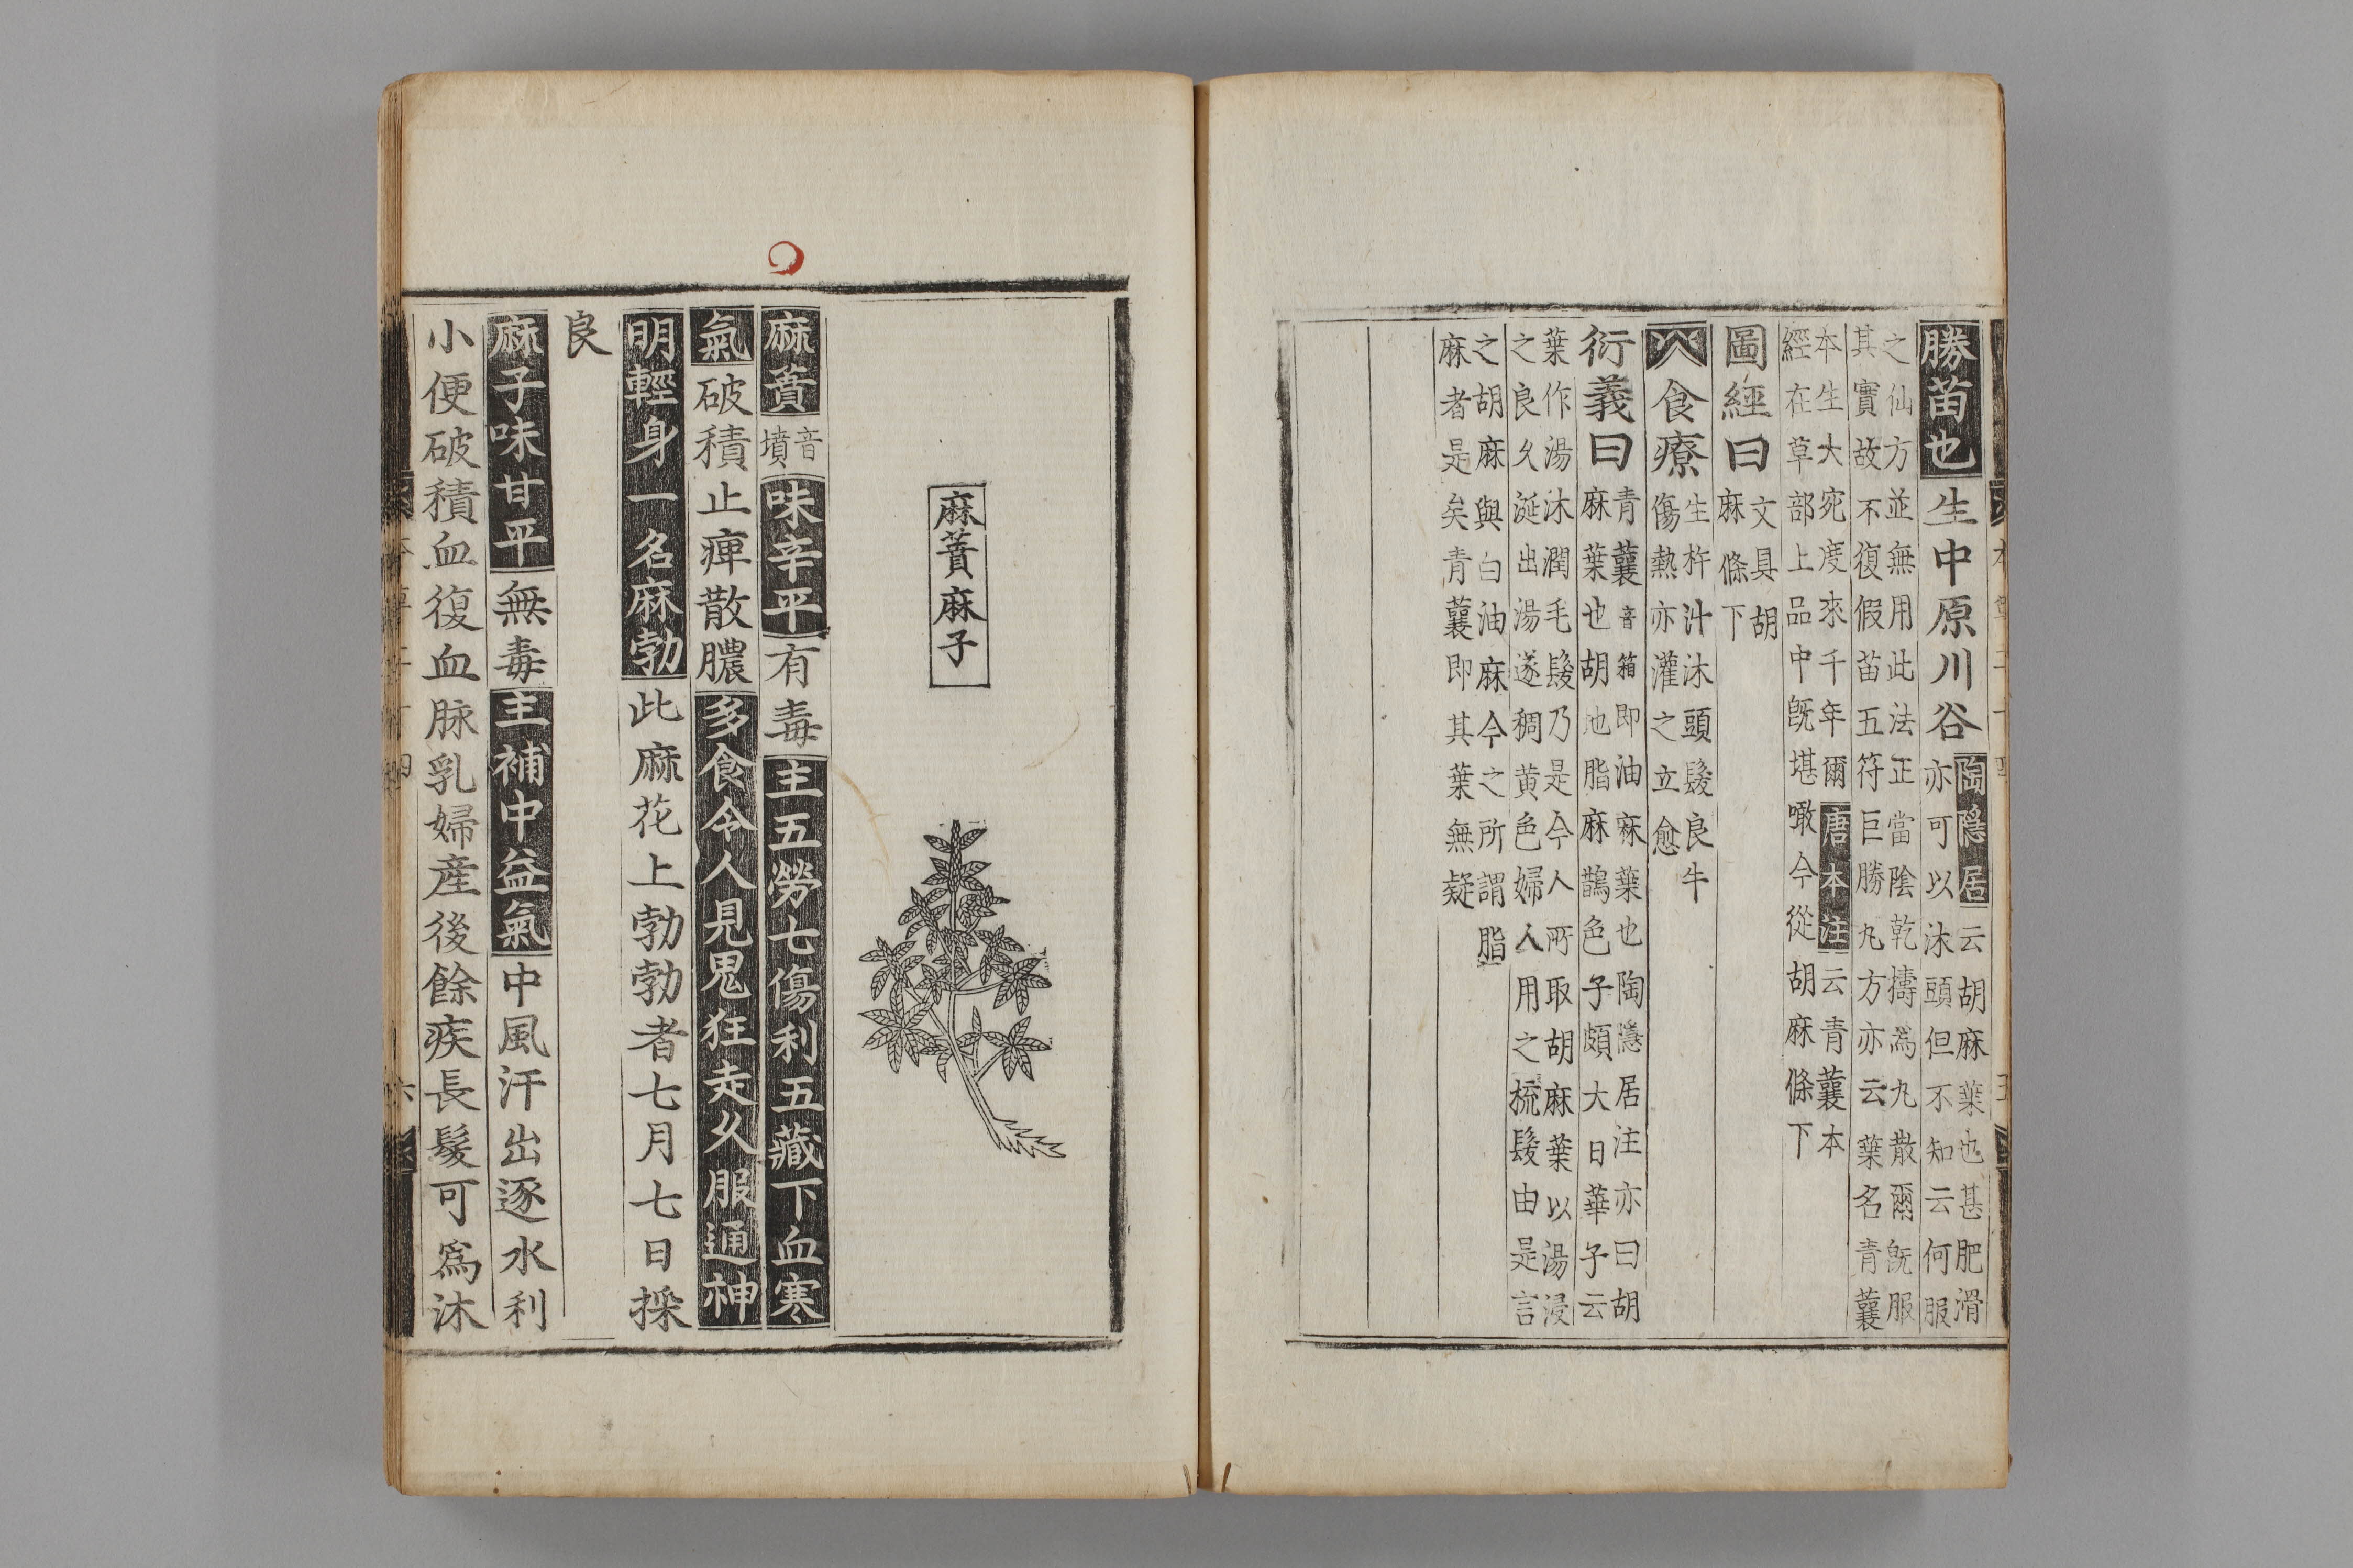 勝苗也生中原川谷
陶隱居云胡麻葉也甚肥滑
亦可以沐頭但不知云何服
之仙方並無用此法正當陰乾擣爲丸散爾既服
其實故不復假苗五符巨勝丸方亦云葉名青蘘
本生大宛度來千年爾唐本注云青蘘本
經在草部上品中旣堪噉今從胡麻條下
圖經曰
文具胡
麻條下
食療
生杵汁沐頭髮良牛
傷熱亦灌之立愈
衍義曰
青蘘音箱即油麻葉也陶隱居注亦曰胡
麻葉也胡地脂麻鵲色子頗大日華子云
葉作湯沐潤毛髮乃是今人所取胡麻葉以湯浸
之良久涎出湯遂稠黄色婦人用之梳髮由是言
之胡麻與白油麻今之所謂脂
麻者是矣青蘘即其葉無疑
麻蕡麻子
麻蕡音墳味辛平有毒主五勞七傷利五藏下血寒
氣破積止痺散膿多食令人見鬼狂走久服通神
明輕身一名麻勃此麻花上勃勃者七月七日採
良
麻子味甘平無毒主補中益氣中風汗出逐水利
小便破積血復血脉乳婦産後餘疾長髮可爲沐